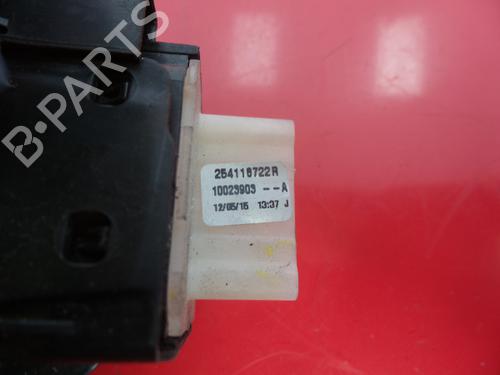 B-PARTS
254118722R
10023903 --A
12/05/15 13:37 J